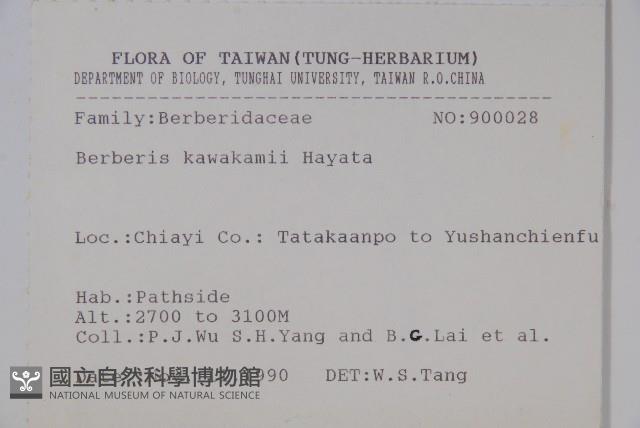 FLORA OF TAIWAN(TUNG-HERBARIUM)
DEPARTMENT OF BIOLOGY, TUNGHAI UNIVERSITY, TAIWAN R.O.CHINA
Family:Berberidaceae NO:900028
Berberis kawakamii Hayata
Loc.:Chiayi Co.: Tatakaanpo to Yushanchienfu
Hab.:Pathside
Alt.:2700 to 3100M
Coll.:P.J.Wu S.H.Yang and B.C.Lai et al.
990 DET:W.S.Tang
國立自然科學博物館
NATIONAL MUSEUM OF NATURAL SCIENCE